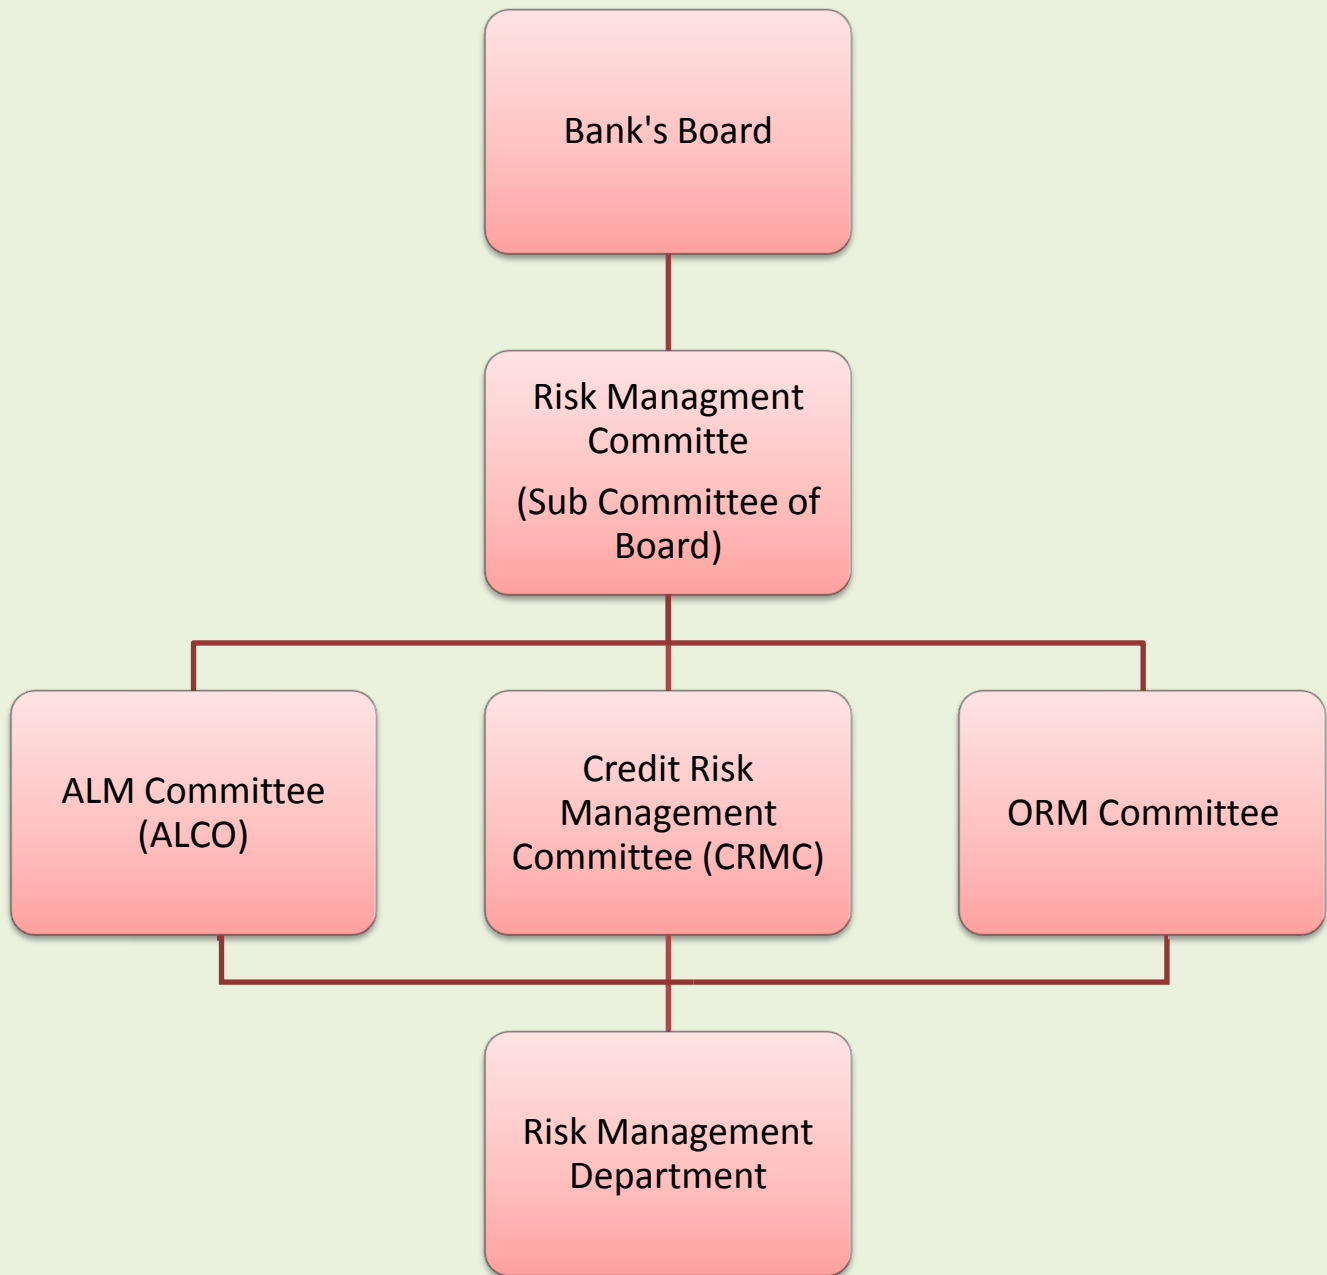 Bank's Board
Risk Managment
Committe
(Sub Committee of
Board)
ALM Committee
(ALCO)
Credit Risk
Management
Committee (CRMC)
ORM Committee
Risk Management
Department